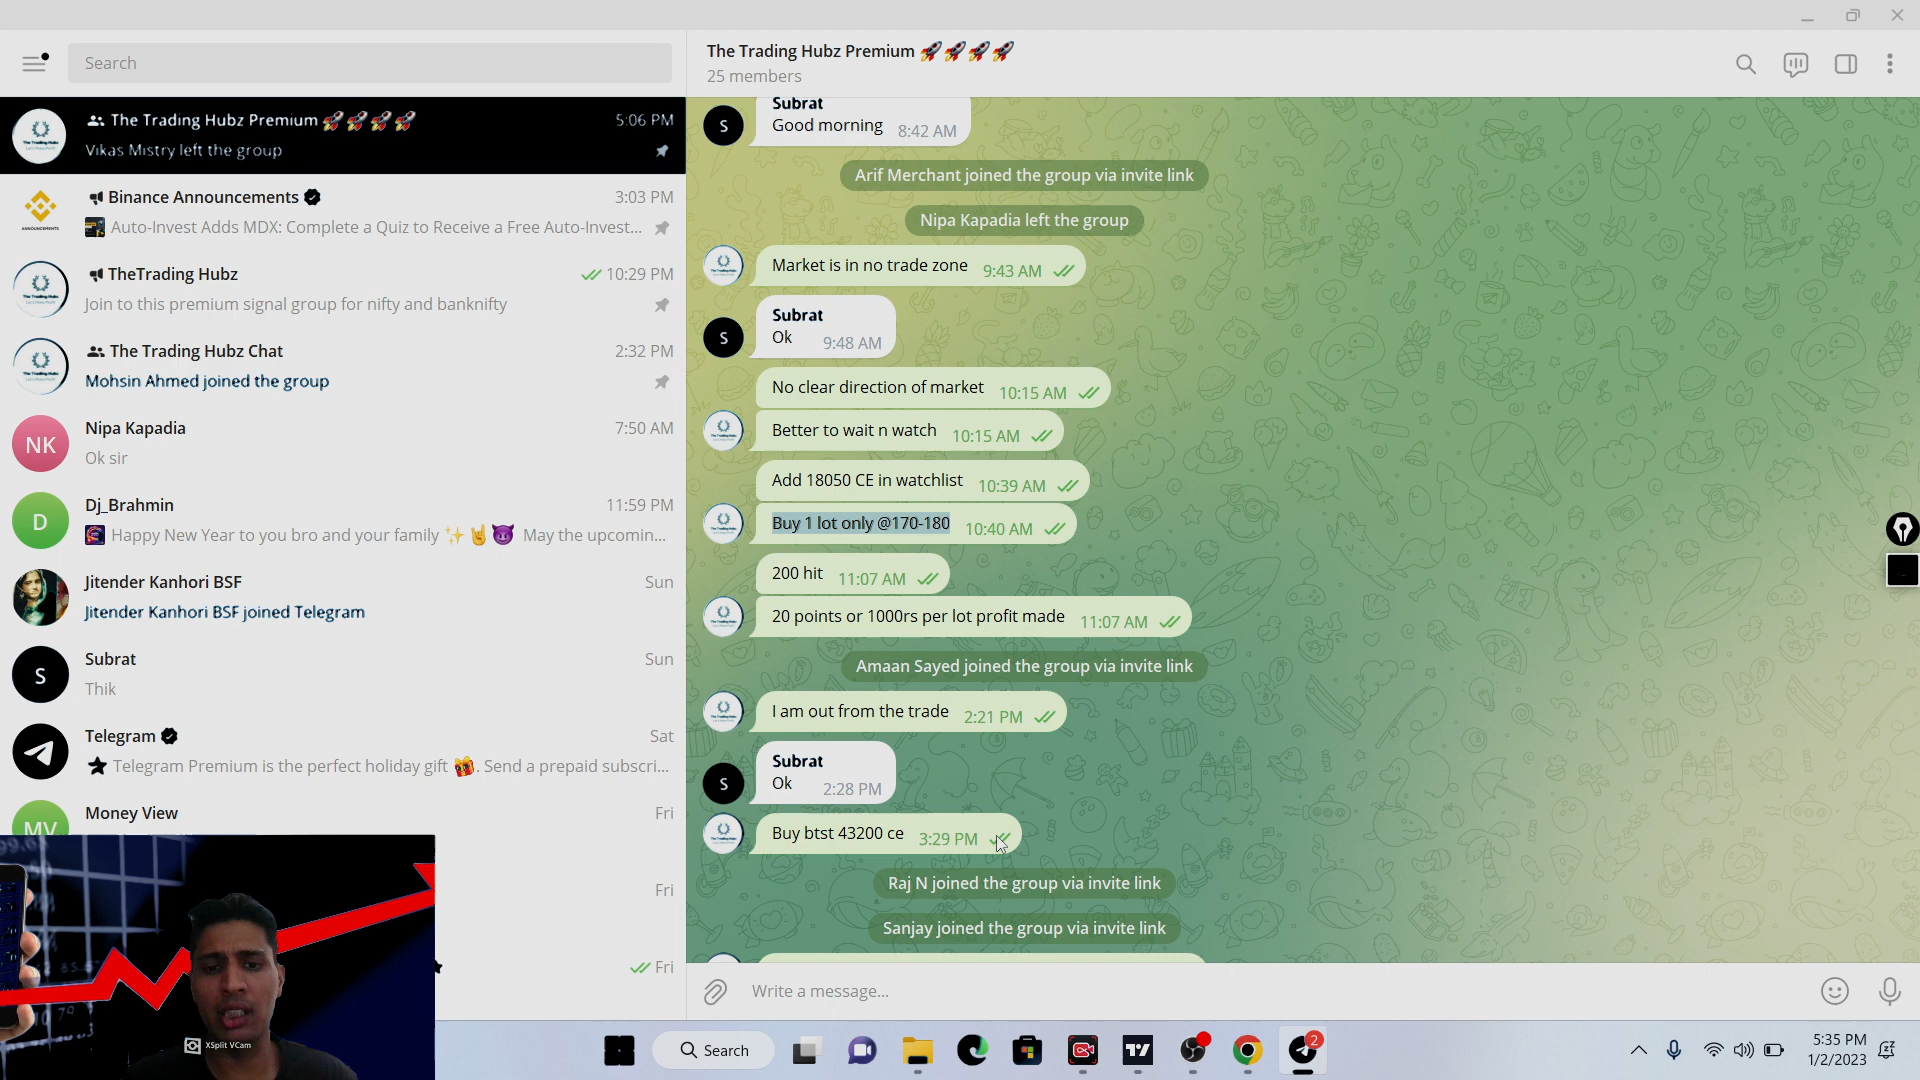 Search
The Trading Hubz Premium 🚀🚀🚀🚀 5:06 PM
Vikas Mistry left the group
Binance Announcements 3:03 PM
Auto-Invest Adds MDX: Complete a Quiz to Receive a Free Auto-Invest...
TheTrading Hubz 10:29 PM
Join to this premium signal group for nifty and banknifty
The Trading Hubz Chat 2:32 PM
Mohsin Ahmed joined the group
NK
Nipa Kapadia 7:50 AM
Ok sir
D
Dj_Brahmin 11:59 PM
Happy New Year to you bro and your family ✨🤘😈 May the upcomin...
Jitender Kanhori BSF Sun
Jitender Kanhori BSF joined Telegram
S
Subrat Sun
Thik
Telegram Sat
Telegram Premium is the perfect holiday gift 🎁. Send a prepaid subscri...
MV
Money View Fri
Fri
Fri
XSplit VCam
The Trading Hubz Premium 🚀🚀🚀🚀
25 members
Subrat
S
Good morning 8:42 AM
Arif Merchant joined the group via invite link
Nipa Kapadia left the group
Market is in no trade zone 9:43 AM
Subrat
S
Ok 9:48 AM
No clear direction of market 10:15 AM
Better to wait n watch 10:15 AM
Add 18050 CE in watchlist 10:39 AM
Buy 1 lot only @170-180 10:40 AM
200 hit 11:07 AM
20 points or 1000rs per lot profit made 11:07 AM
Amaan Sayed joined the group via invite link
I am out from the trade 2:21 PM
Subrat
S
Ok 2:28 PM
Buy btst 43200 ce 3:29 PM
Raj N joined the group via invite link
Sanjay joined the group via invite link
Write a message...
Search
2
5:35 PM
1/2/2023